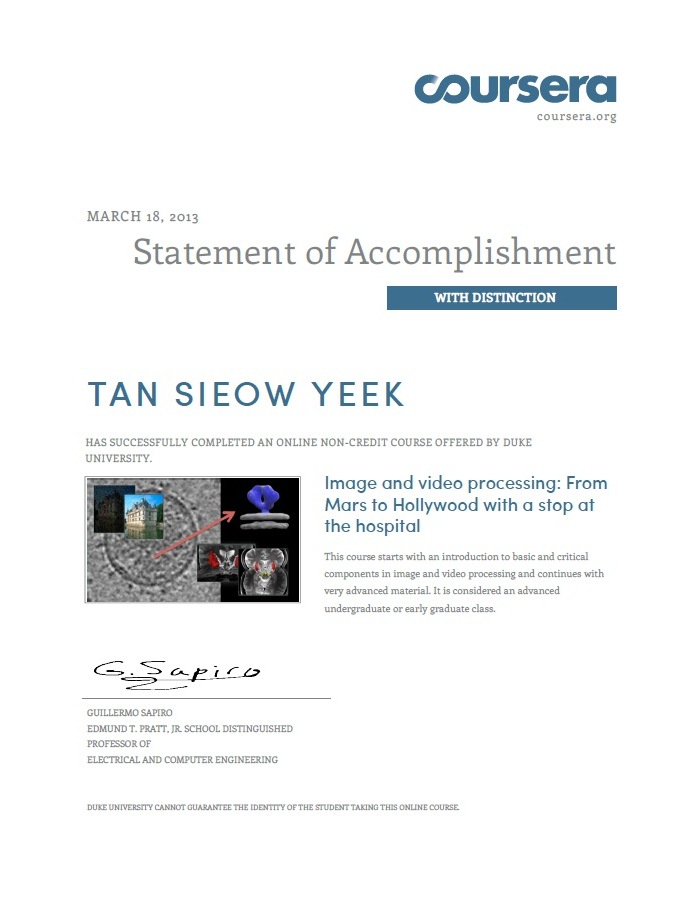 coursera
coursera.org
MARCH 18, 2013
Statement of Accomplishment
WITH DISTINCTION
TAN SIEOW YEEK
HAS SUCCESSFULLY COMPLETED AN ONLINE NON-CREDIT COURSE OFFERED BY DUKE
UNIVERSITY.
Image and video processing: From
Mars to Hollywood with a stop at
the hospital
This course starts with an introduction to basic and critical
components in image and video processing and continues with
very advanced material. It is considered an advanced
undergraduate or early graduate class.
G. Sapiro
GUILLERMO SAPIRO
EDMUND T. PRATT, JR. SCHOOL DISTINGUISHED
PROFESSOR OF
ELECTRICAL AND COMPUTER ENGINEERING
DUKE UNIVERSITY CANNOT GUARANTEE THE IDENTITY OF THE STUDENT TAKING THIS ONLINE COURSE.